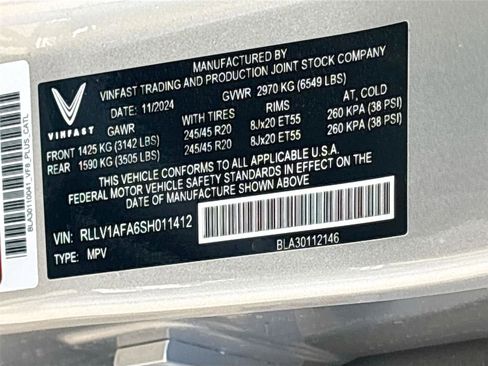 MANUFACTURED BY
VINFAST TRADING AND PRODUCTION JOINT STOCK COMPANY
DATE: 11/2024 GVWR 2970 KG (6549 LBS)
GAWR WITH TIRES RIMS AT, COLD
FRONT 1425 KG (3142 LBS) 245/45 R20 8Jx20 ET55 260 KPA (38 PSI)
REAR 1590 KG (3505 LBS) 245/45 R20 8Jx20 ET55 260 KPA (38 PSI)
THIS VEHICLE CONFORMS TO ALL APPLICABLE U.S.A.
FEDERAL MOTOR VEHICLE SAFETY STANDARDS IN EFFECT ON THE
DATE OF MANUFACTURE SHOWN ABOVE.
VIN: RLLV1AFA6SH011412
TYPE: MPV
BLA30112146
VINFAST
BLA30110041_VF8_PLUS_CATL